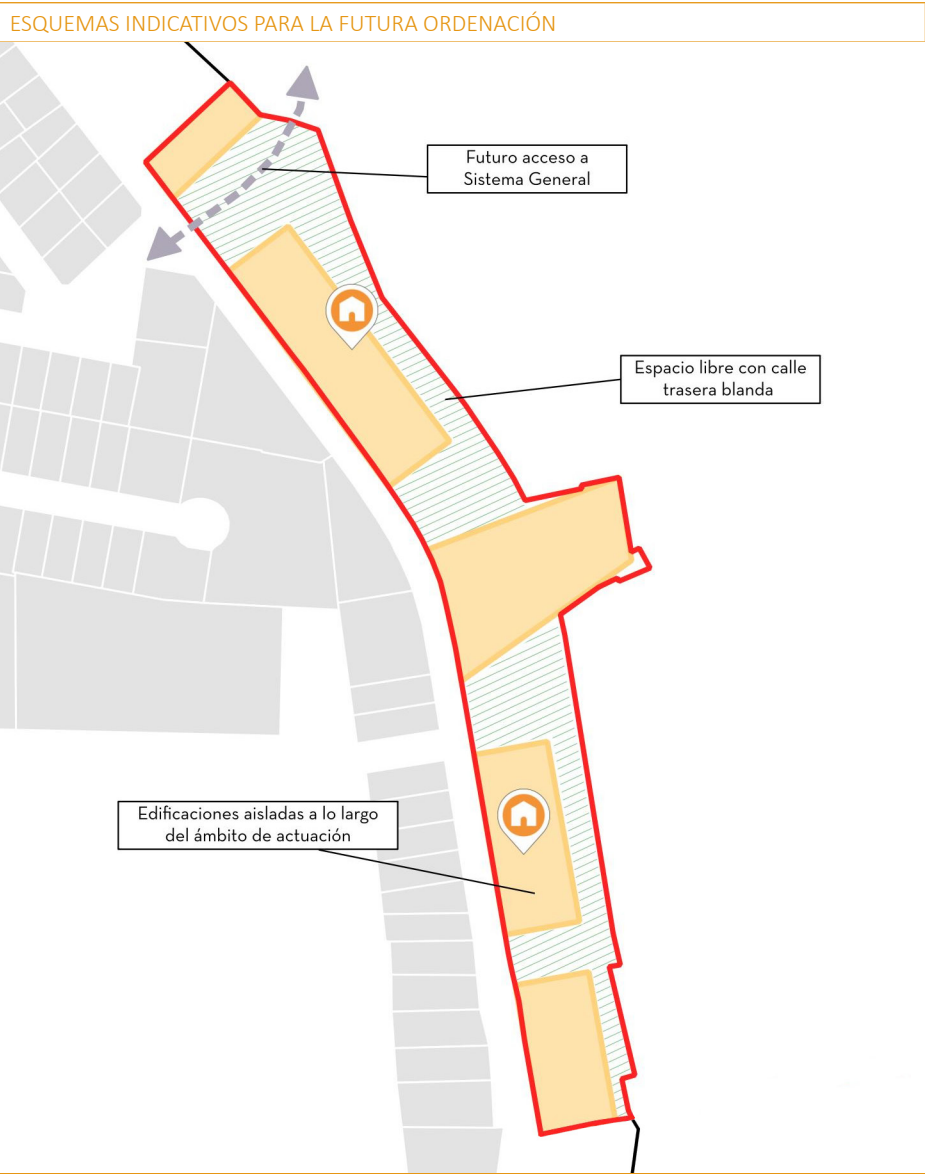 ESQUEMAS INDICATIVOS PARA LA FUTURA ORDENACIÓN
Futuro acceso a
Sistema General
Espacio libre con calle
trasera blanda
Edificaciones aisladas a lo largo
del ámbito de actuación